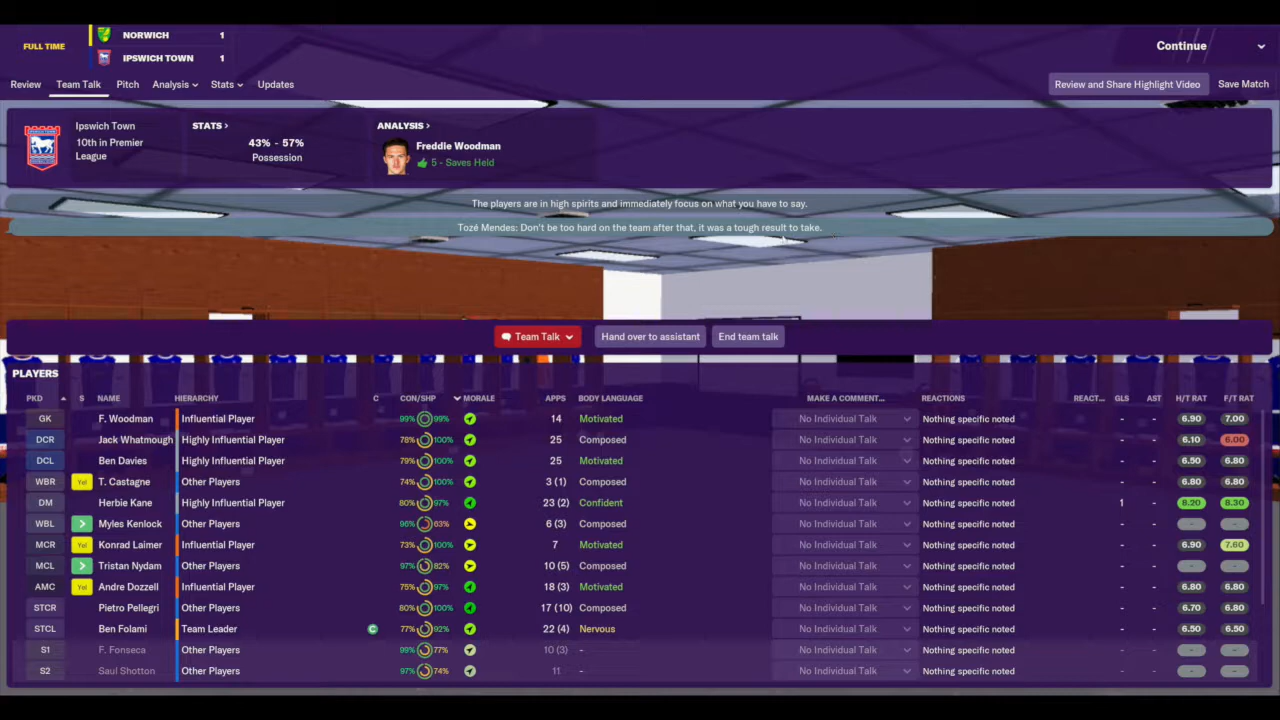 FULL TIME
NORWICH 1
IPSWICH TOWN 1
Continue
Review Team Talk Pitch Analysis Stats Updates Review and Share Highlight Video Save Match
Ipswich Town
10th in Premier
League
STATS
43% - 57%
Possession
ANALYSIS
Freddie Woodman
5 - Saves Held
The players are in high spirits and immediately focus on what you have to say.
Tozé Mendes: Don't be too hard on the team after that, it was a tough result to take.
Team Talk Hand over to assistant End team talk
PLAYERS
PKD S NAME HIERARCHY C CON/SHP MORALE APPS BODY LANGUAGE MAKE A COMMENT... REACTIONS REACT... GLS AST H/T RAT F/T RAT
GK F. Woodman Influential Player 99% 99% 14 Motivated No Individual Talk Nothing specific noted - - 6.90 7.00
DCR Jack Whatmough Highly Influential Player 78% 100% 25 Composed No Individual Talk Nothing specific noted - - 6.10 6.00
DCL Ben Davies Highly Influential Player 79% 100% 25 Motivated No Individual Talk Nothing specific noted - - 6.50 6.80
WBR Yel T. Castagne Other Players 74% 100% 3 (1) Composed No Individual Talk Nothing specific noted - - 6.80 6.80
DM Herbie Kane Highly Influential Player 80% 97% 23 (2) Confident No Individual Talk Nothing specific noted 1 - 8.20 8.30
WBL Myles Kenlock Other Players 96% 63% 6 (3) Composed No Individual Talk Nothing specific noted - - - -
MCR Yel Konrad Laimer Influential Player 73% 100% 7 Motivated No Individual Talk Nothing specific noted - - 6.90 7.60
MCL Tristan Nydam Other Players 97% 82% 10 (5) Composed No Individual Talk Nothing specific noted - - - -
AMC Yel Andre Dozzell Influential Player 75% 97% 18 (3) Motivated No Individual Talk Nothing specific noted - - 6.80 6.80
STCR Pietro Pellegri Other Players 80% 100% 17 (10) Composed No Individual Talk Nothing specific noted - - 6.70 6.80
STCL Ben Folami Team Leader C 77% 92% 22 (4) Nervous No Individual Talk Nothing specific noted - - 6.50 6.50
S1 F. Fonseca Other Players 99% 77% 10 (3) - No Individual Talk Nothing specific noted - - - -
S2 Saul Shotton Other Players 97% 74% 11 - No Individual Talk Nothing specific noted - - - -